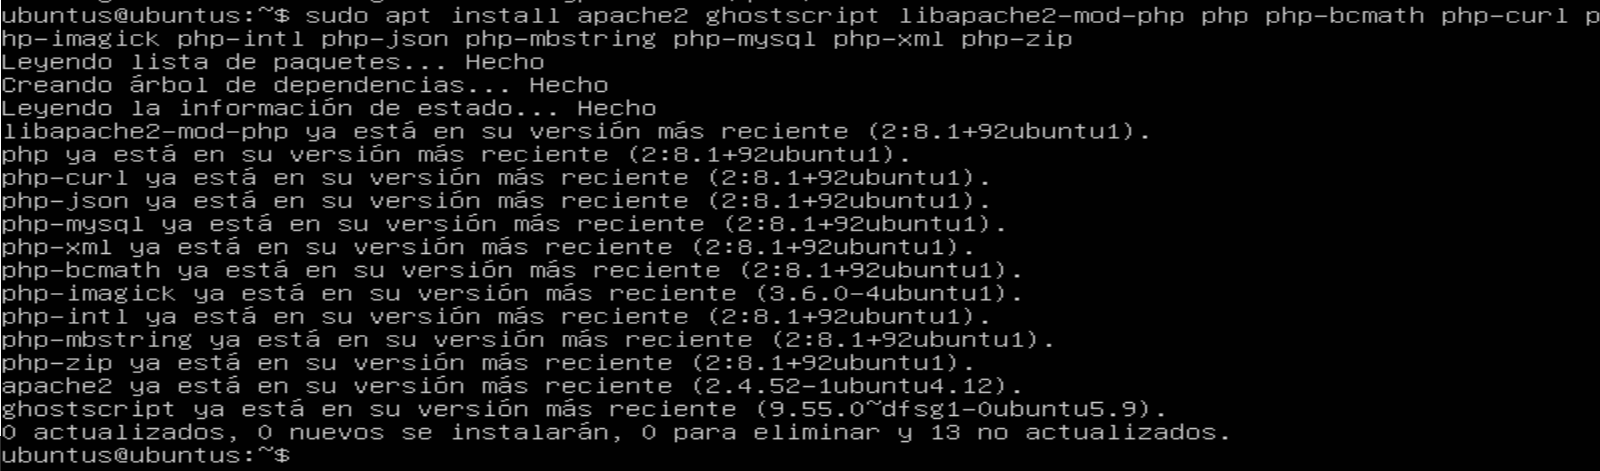 ubuntus@ubuntus:~$ sudo apt install apache2 ghostscript libapache2-mod-php php php-bcmath php-curl p
hp-imagick php-intl php-json php-mbstring php-mysql php-xml php-zip
Leyendo lista de paquetes... Hecho
Creando árbol de dependencias... Hecho
Leyendo la información de estado... Hecho
libapache2-mod-php ya está en su versión más reciente (2:8.1+92ubuntu1).
php ya está en su versión más reciente (2:8.1+92ubuntu1).
php-curl ya está en su versión más reciente (2:8.1+92ubuntu1).
php-json ya está en su versión más reciente (2:8.1+92ubuntu1).
php-mysql ya está en su versión más reciente (2:8.1+92ubuntu1).
php-xml ya está en su versión más reciente (2:8.1+92ubuntu1).
php-bcmath ya está en su versión más reciente (2:8.1+92ubuntu1).
php-imagick ya está en su versión más reciente (3.6.0-4ubuntu1).
php-intl ya está en su versión más reciente (2:8.1+92ubuntu1).
php-mbstring ya está en su versión más reciente (2:8.1+92ubuntu1).
php-zip ya está en su versión más reciente (2:8.1+92ubuntu1).
apache2 ya está en su versión más reciente (2.4.52-1ubuntu4.12).
ghostscript ya está en su versión más reciente (9.55.0~dfsg1-0ubuntu5.9).
0 actualizados, 0 nuevos se instalarán, 0 para eliminar y 13 no actualizados.
ubuntus@ubuntus:~$